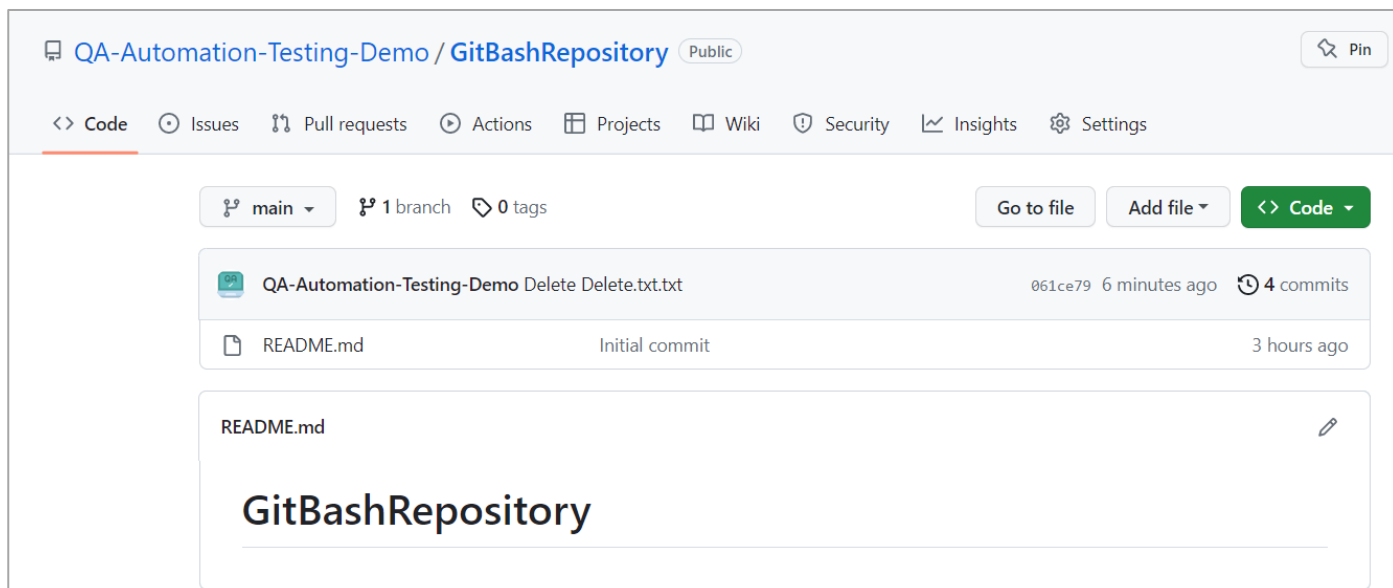 QA-Automation-Testing-Demo / GitBashRepository Public Pin
<> Code Issues Pull requests Actions Projects Wiki Security Insights Settings
main 1 branch 0 tags Go to file Add file <> Code
QA-Automation-Testing-Demo Delete Delete.txt.txt 061ce79 6 minutes ago 4 commits
README.md Initial commit 3 hours ago
README.md
GitBashRepository